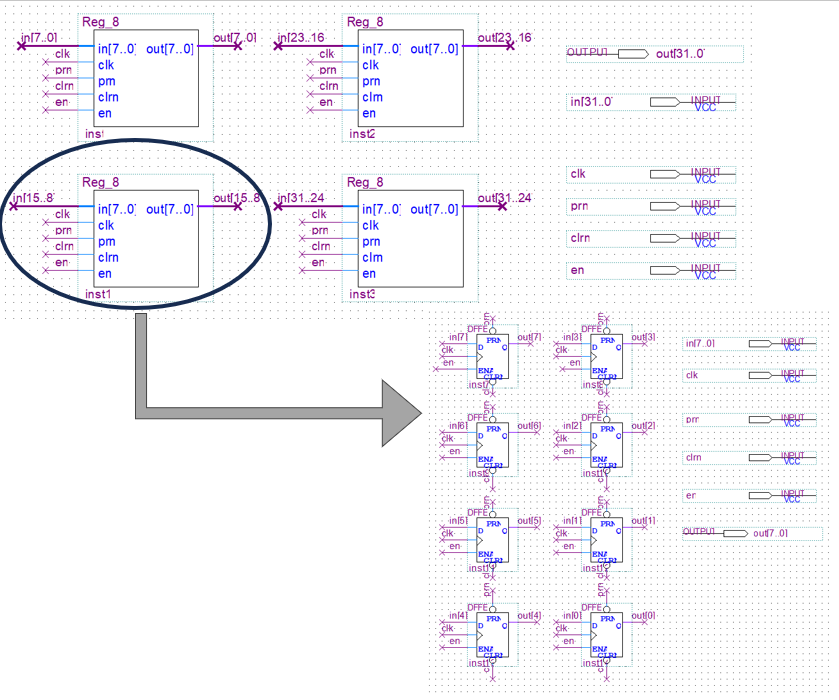 Reg_8
in[7..0]
in[7..0] out[7..0]
out[7..0]
clk
clk
prn
prn
clrn
clrn
en
en
inst
Reg_8
in[23..16
in[7..0] out[7..0]
out[23..16
clk
clk
prn
prn
clrn
clrn
en
en
inst2
OUTPUT
out[31..0
in[31..0
INPUT
VCC
Reg_8
in[15..8
in[7..0] out[7..0]
out[15..8
clk
clk
prn
prn
clrn
clrn
en
en
inst1
Reg_8
in[31..24
in[7..0] out[7..0]
out[31..24
clk
clk
prn
prn
clrn
clrn
en
en
inst3
clk
INPUT
VCC
prn
INPUT
VCC
clrn
INPUT
VCC
en
INPUT
VCC
prn
DFFE
in[7]
PRN
out[7]
D Q
clk
en
ENA
CLRN
prn
DFFE
in[3]
PRN
out[3]
D Q
clk
en
ENA
CLRN
in[7..0]
INPUT
VCC
clk
INPUT
VCC
DFFE
in[6]
PRN
out[6]
D Q
clk
en
ENA
CLRN
DFFE
in[2]
PRN
out[2]
D Q
clk
en
ENA
CLRN
prr
INPUT
VCC
clrn
INPUT
VCC
er
INPUT
VCC
DFFE
in[5]
PRN
out[5]
D Q
clk
en
ENA
CLRN
DFFE
in[1]
PRN
out[1]
D Q
clk
en
ENA
CLRN
OUTPUT
out[7..0]
prn
DFFE
in[4]
PRN
out[4]
D Q
clk
en
ENA
CLRN
prn
DFFE
in[0]
PRN
out[0]
D Q
clk
en
ENA
CLRN